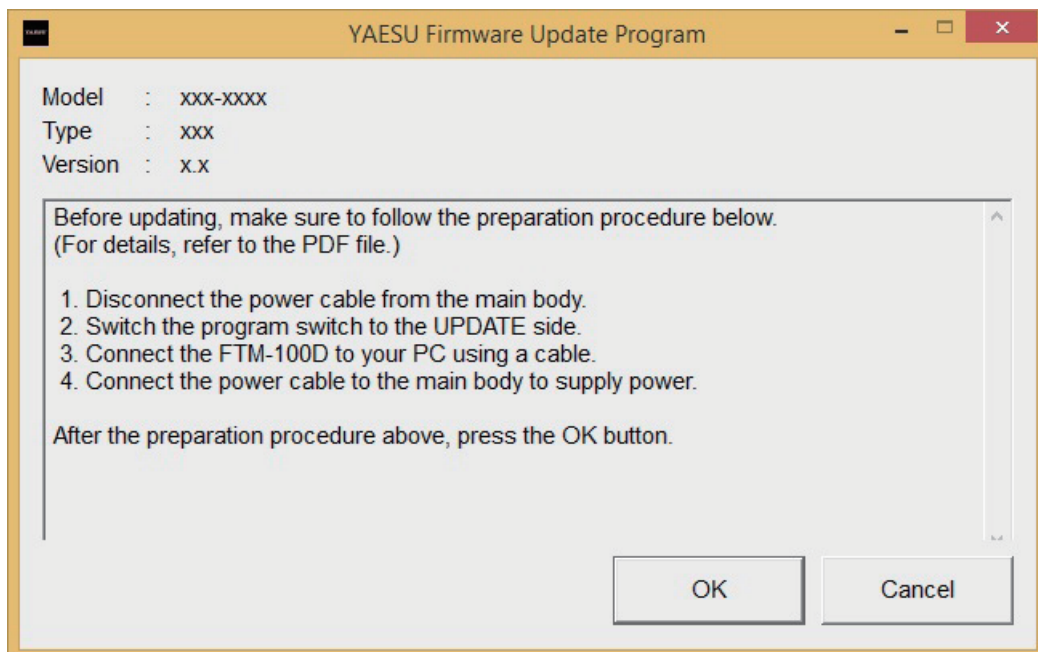 YAESU
YAESU Firmware Update Program
Model : xxx-xxxx
Type : xxx
Version : x.x
Before updating, make sure to follow the preparation procedure below.
(For details, refer to the PDF file.)
1. Disconnect the power cable from the main body.
2. Switch the program switch to the UPDATE side.
3. Connect the FTM-100D to your PC using a cable.
4. Connect the power cable to the main body to supply power.
After the preparation procedure above, press the OK button.
OK Cancel